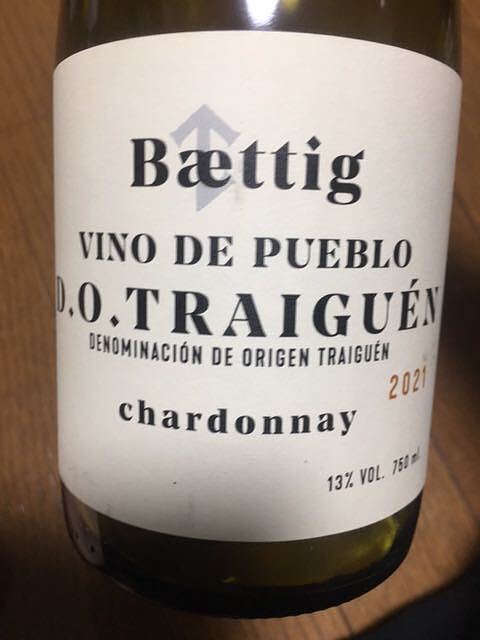 Bættig
VINO DE PUEBLO
D.O.TRAIGUÉN
DENOMINACIÓN DE ORIGEN TRAIGUÉN
2021
chardonnay
13% VOL. 750 ml.